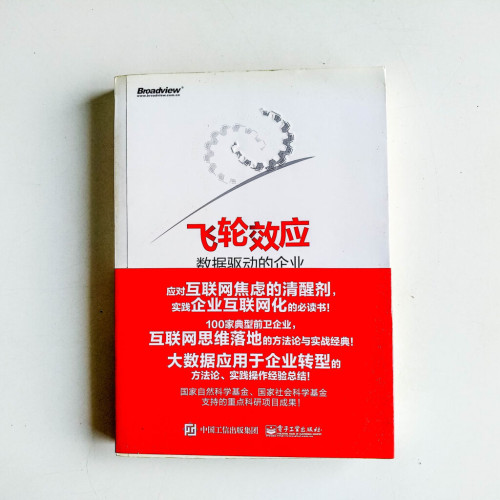 Broadview®
www.broadview.com.cn
飞轮效应
数据驱动的企业
应对互联网焦虑的清醒剂，
实践企业互联网化的必读书！
100家典型前卫企业，
互联网思维落地的方法论与实战经典！
大数据应用于企业转型的
方法论、实践操作经验总结！
国家自然科学基金、国家社会科学基金
支持的重点科研项目成果！
中国工信出版集团
电子工业出版社